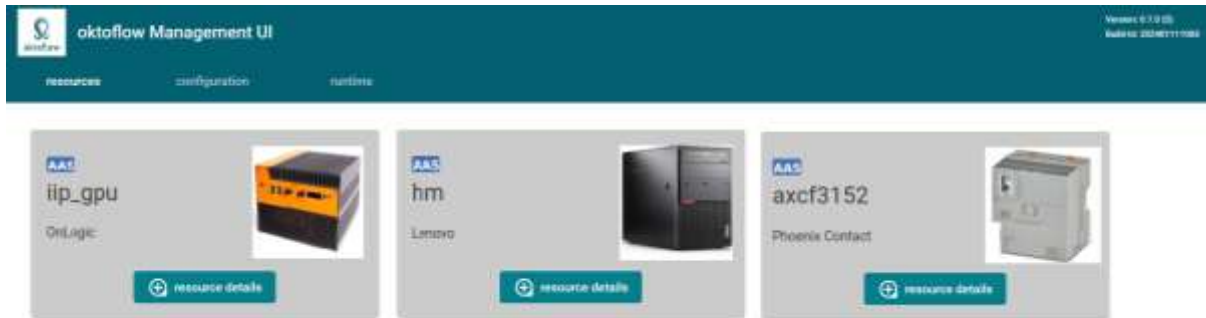 oktoflow
oktoflow Management UI
resources configuration runtime
AAS
iip_gpu
OnLogic
resource details
AAS
hm
Lenovo
resource details
AAS
axcf3152
Phoenix Contact
resource details